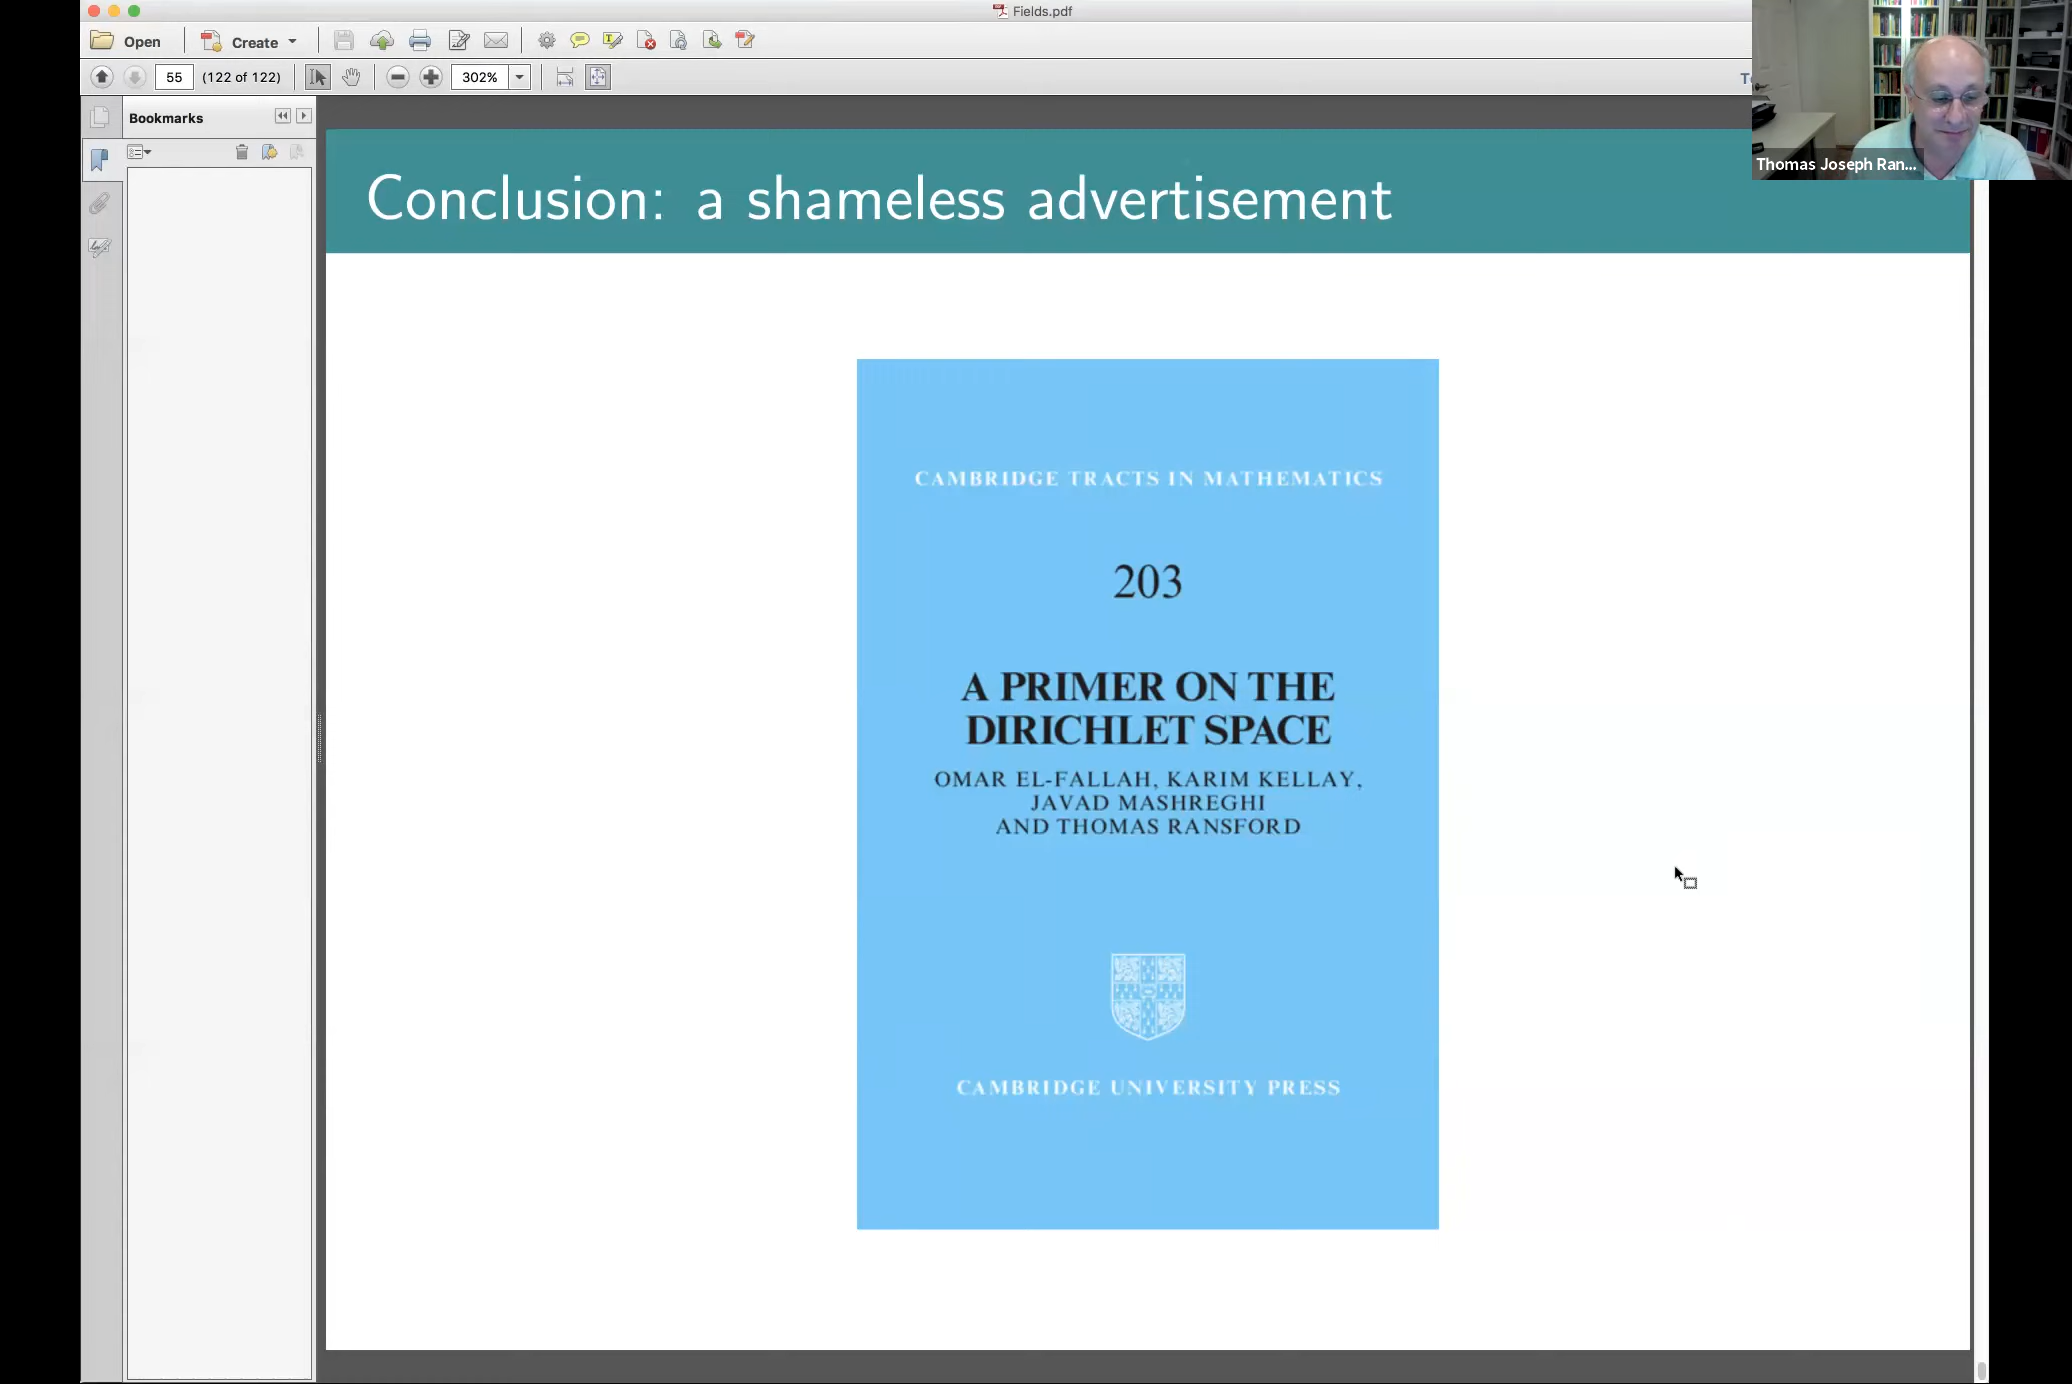 Fields.pdf
Open
Create
55
(122 of 122)
302%
Bookmarks
Thomas Joseph Ran...
Conclusion: a shameless advertisement
CAMBRIDGE TRACTS IN MATHEMATICS
203
A PRIMER ON THE
DIRICHLET SPACE
OMAR EL-FALLAH, KARIM KELLAY,
JAVAD MASHREGHI
AND THOMAS RANSFORD
CAMBRIDGE UNIVERSITY PRESS